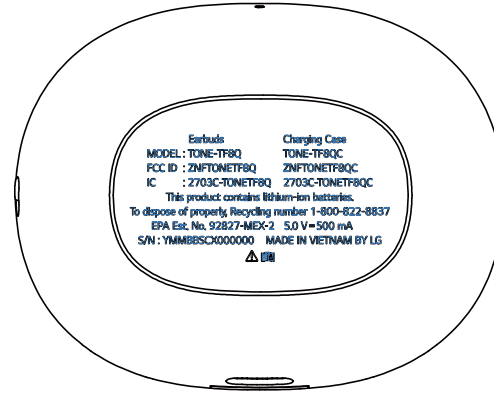 Earbuds Charging Case
MODEL : TONE-TF8Q TONE-TF8QC
FCC ID : ZNFTONETF8Q ZNFTONETF8QC
IC : 2703C-TONETF8Q 2703C-TONETF8QC
This product contains lithium-ion batteries.
To dispose of properly, Recycling number 1-800-822-8837
EPA Est. No. 92827-MEX-2 5.0 V⎓500 mA
S/N : YMMBBSCX000000 MADE IN VIETNAM BY LG